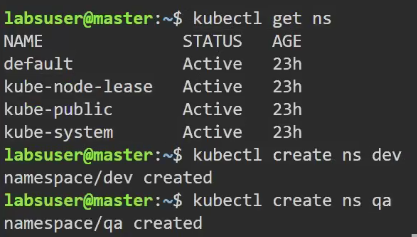 labsuser@master:~$ kubectl get ns
NAME STATUS AGE
default Active 23h
kube-node-lease Active 23h
kube-public Active 23h
kube-system Active 23h
labsuser@master:~$ kubectl create ns dev
namespace/dev created
labsuser@master:~$ kubectl create ns qa
namespace/qa created